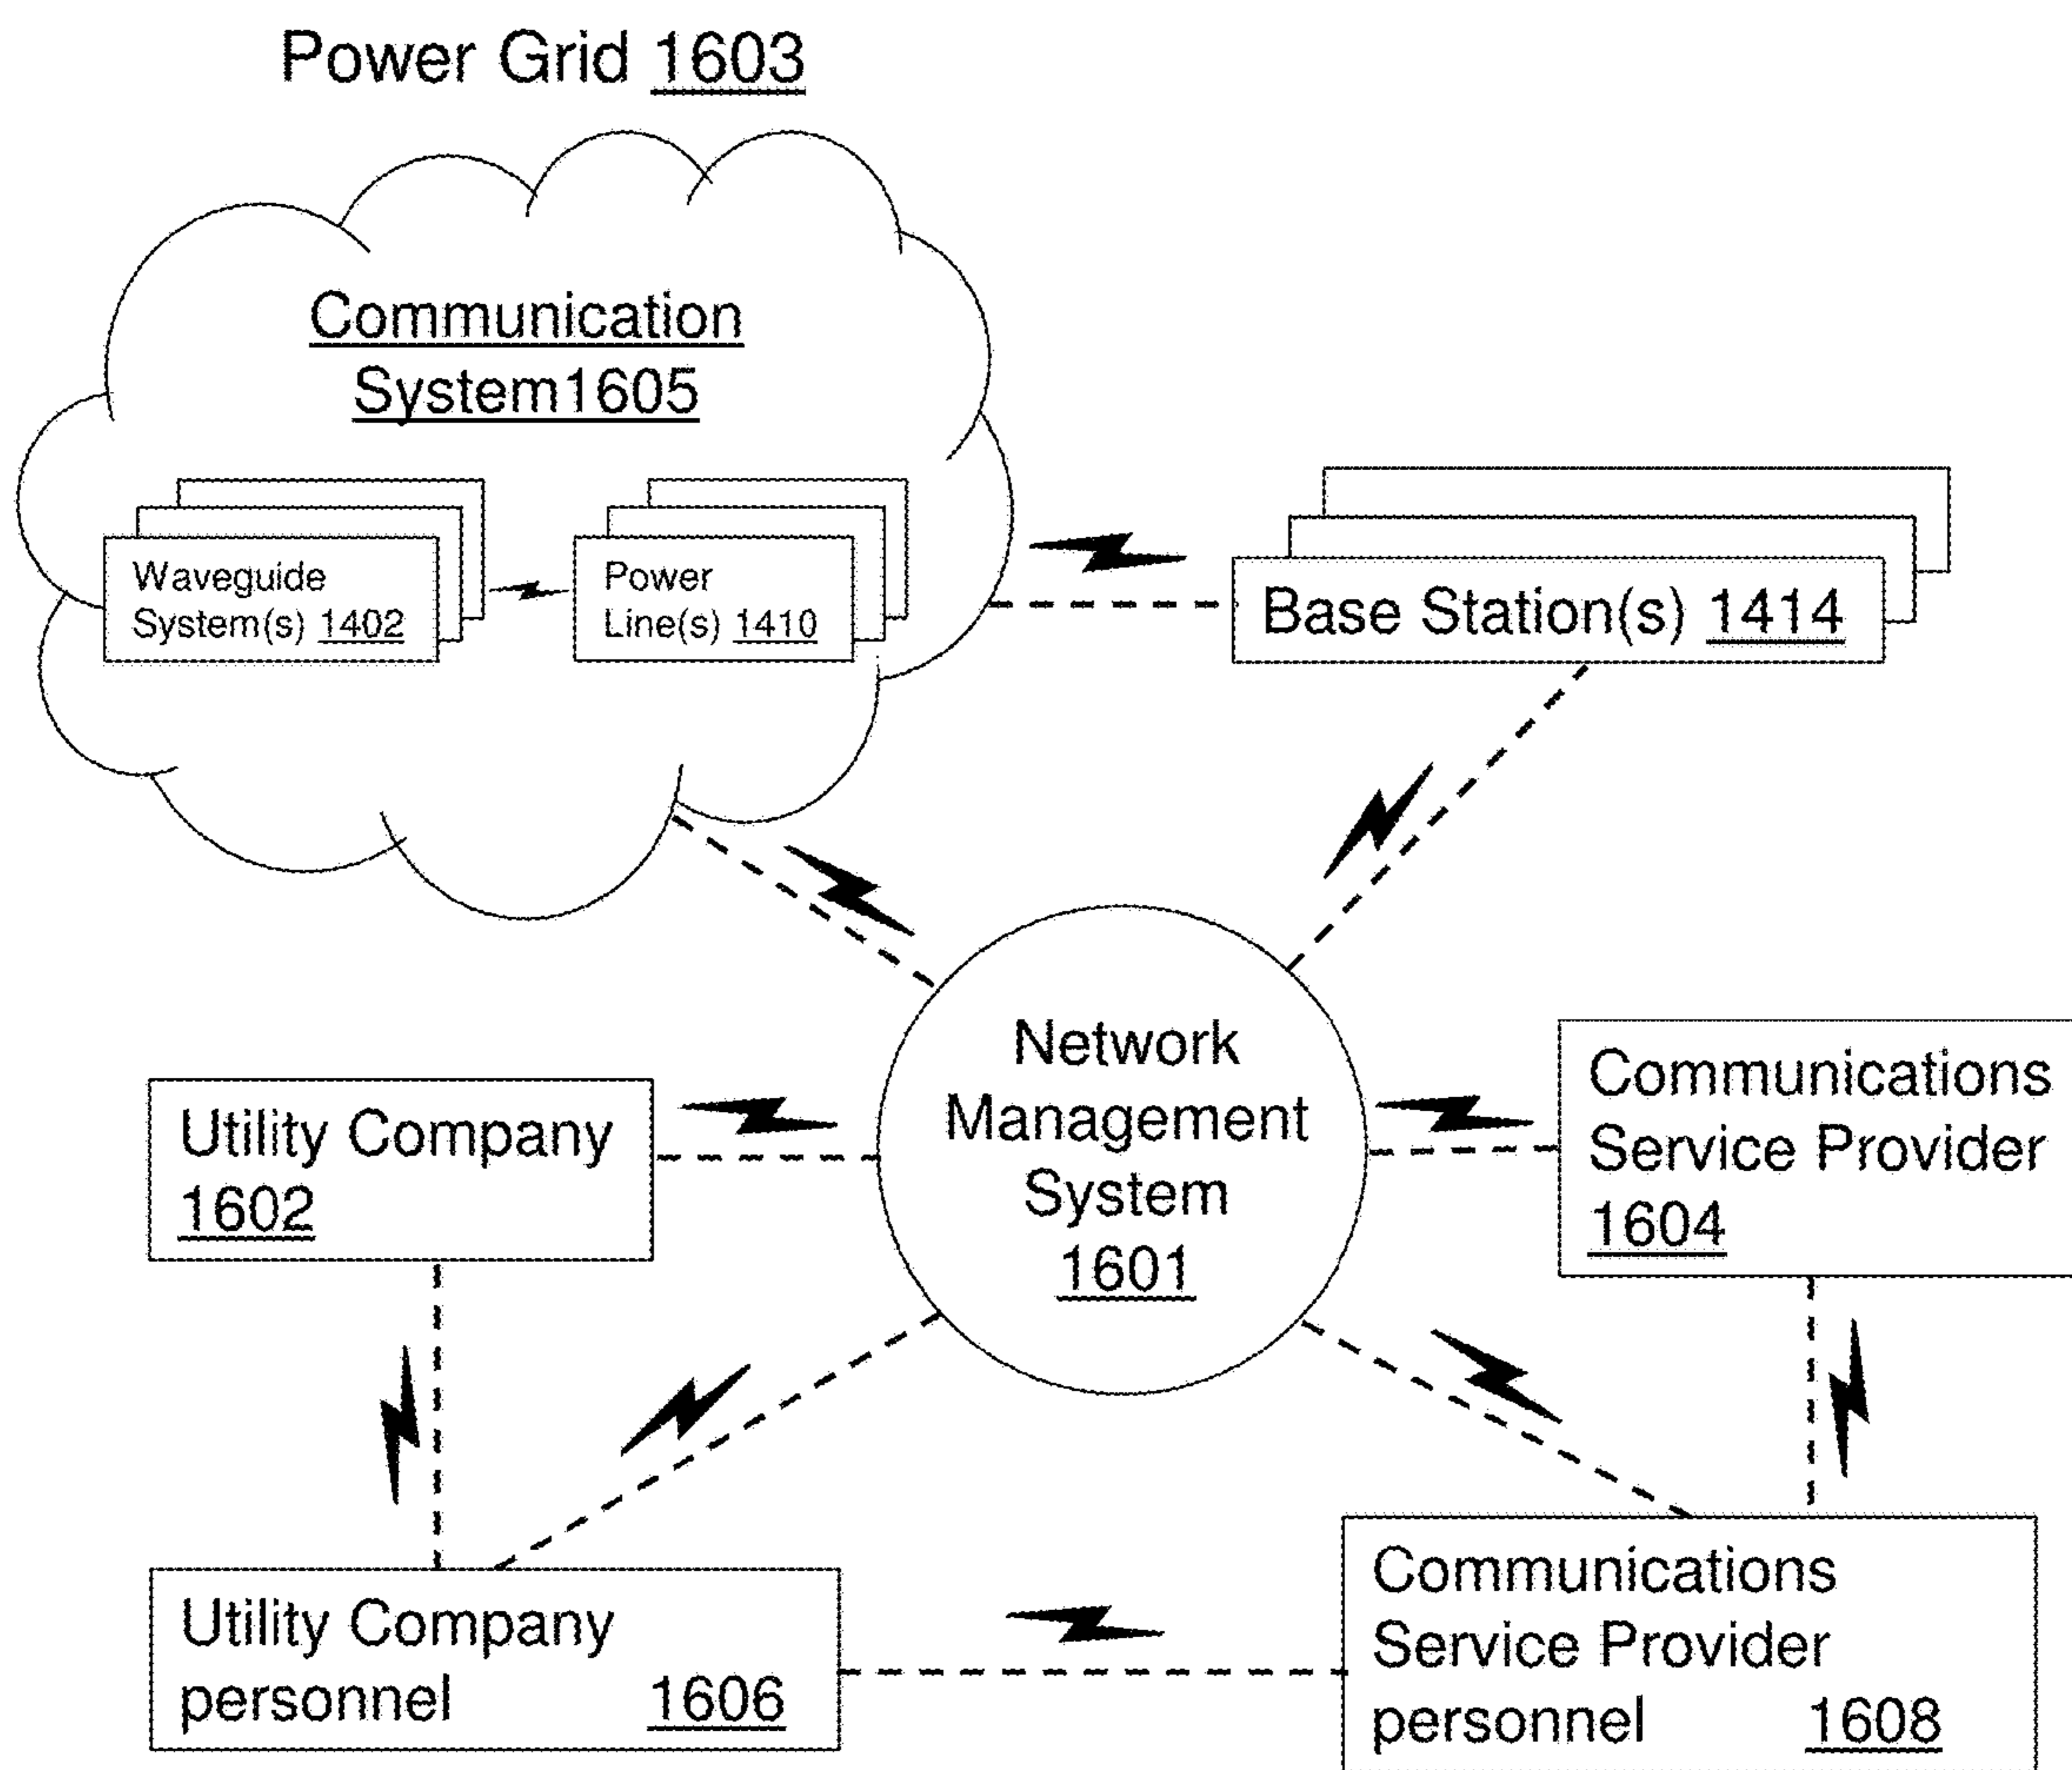 Power Grid 1603
Communication
System1605
Waveguide
System(s) 1402
Power
Line(s) 1410
Base Station(s) 1414
Network
Management
System
1601
Utility Company
1602
Communications
Service Provider
1604
Utility Company
personnel 1606
Communications
Service Provider
personnel 1608